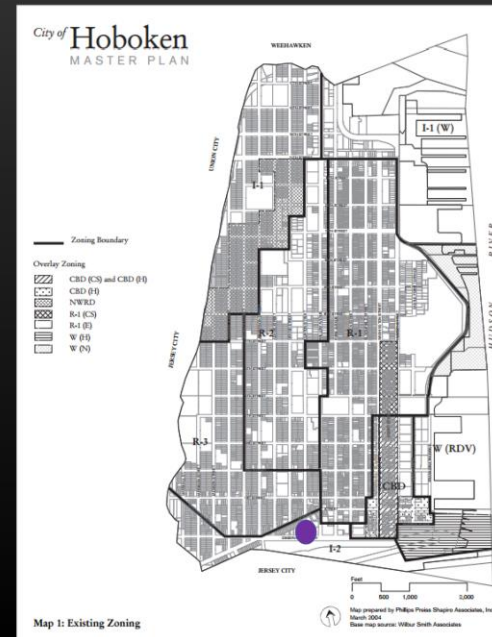 City of Hoboken
MASTER PLAN
WEEHAWKEN
UNION CITY
I-1 (W)
I-1
HUDSON RIVER
Zoning Boundary
Overlay Zoning
CBD (CS) and CBD (H)
CBD (H)
NWRD
R-1 (CS)
R-1 (E)
W (H)
W (N)
R-2
R-1
JERSEY CITY
R-3
W (RDV)
CBD
I-2
JERSEY CITY
Feet
0 500 1,000 2,000
Map prepared by Phillips Preiss Shapiro Associates, Inc
March 2004
Base map source: Wilbur Smith Associates
Map 1: Existing Zoning